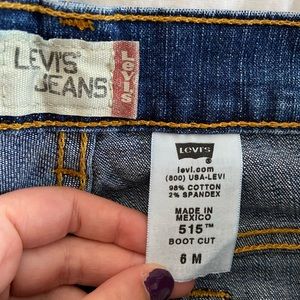 LEVI'S
JEANS
LEVI'S
LEVI'S
levi.com
(800) USA-LEVI
98% COTTON
2% SPANDEX
MADE IN
MEXICO
515™
BOOT CUT
6 M